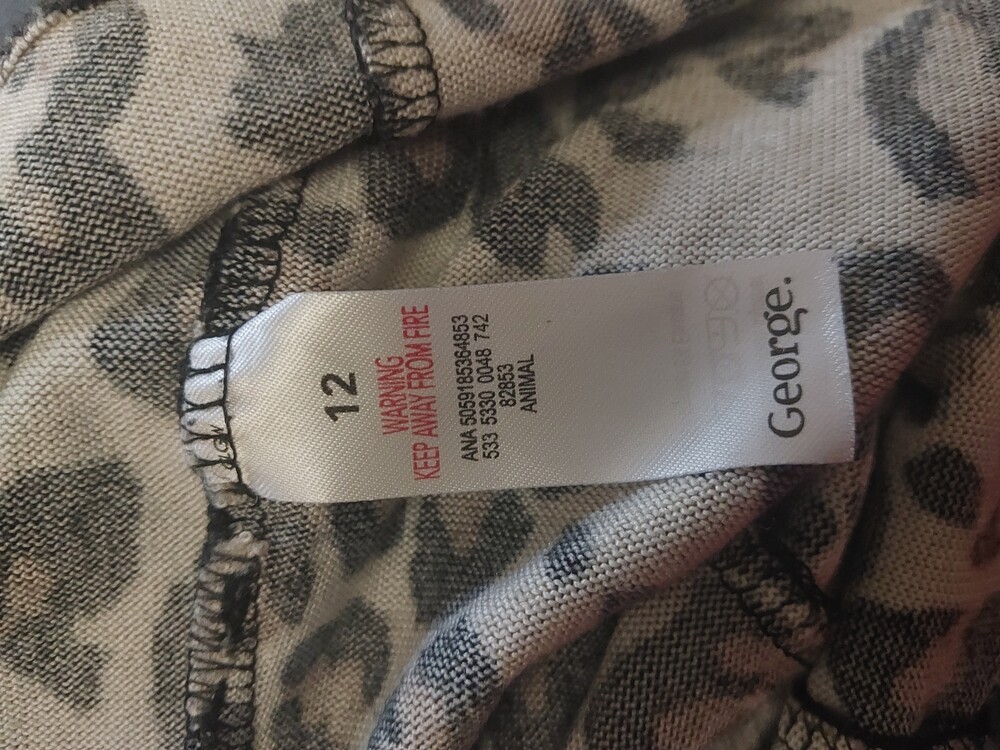 12
WARNING
KEEP AWAY FROM FIRE
ANA 5059185364853
533 5330 0048 742
82853
ANIMAL
George.